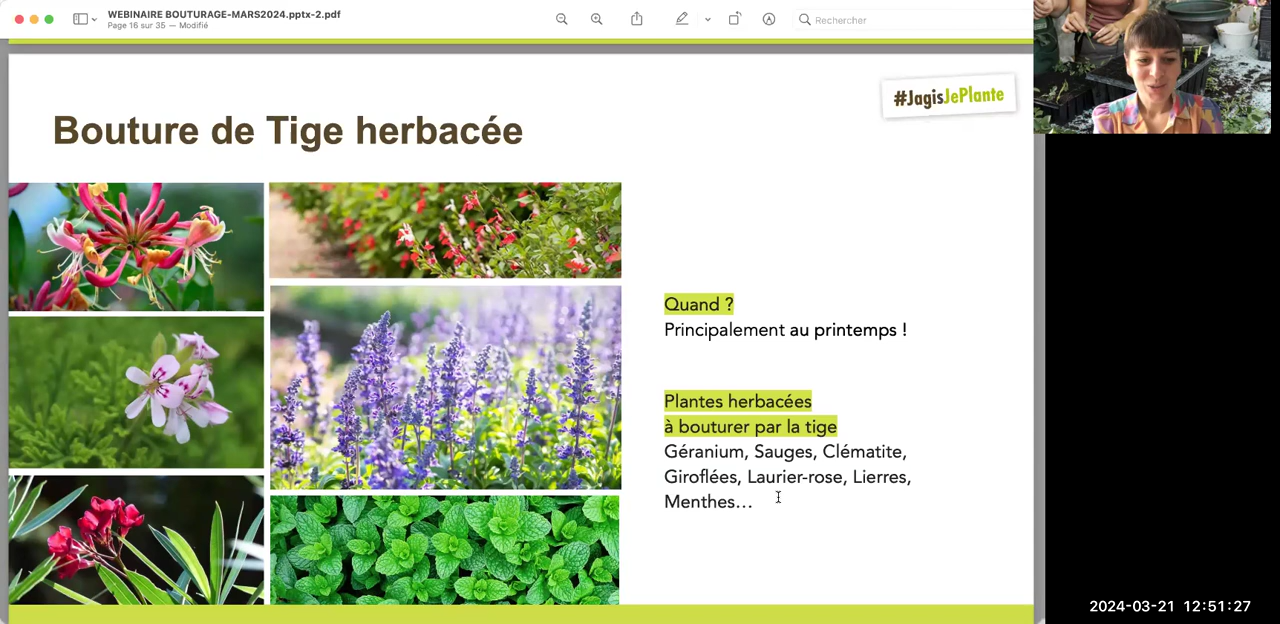 WEBINAIRE BOUTURAGE-MARS2024.pptx-2.pdf
Page 16 sur 35 — Modifié
Rechercher
#JagisJePlante
Bouture de Tige herbacée
Quand ?
Principalement au printemps !
Plantes herbacées
à bouturer par la tige
Géranium, Sauges, Clématite,
Giroflées, Laurier-rose, Lierres,
Menthes...
2024-03-21 12:51:27